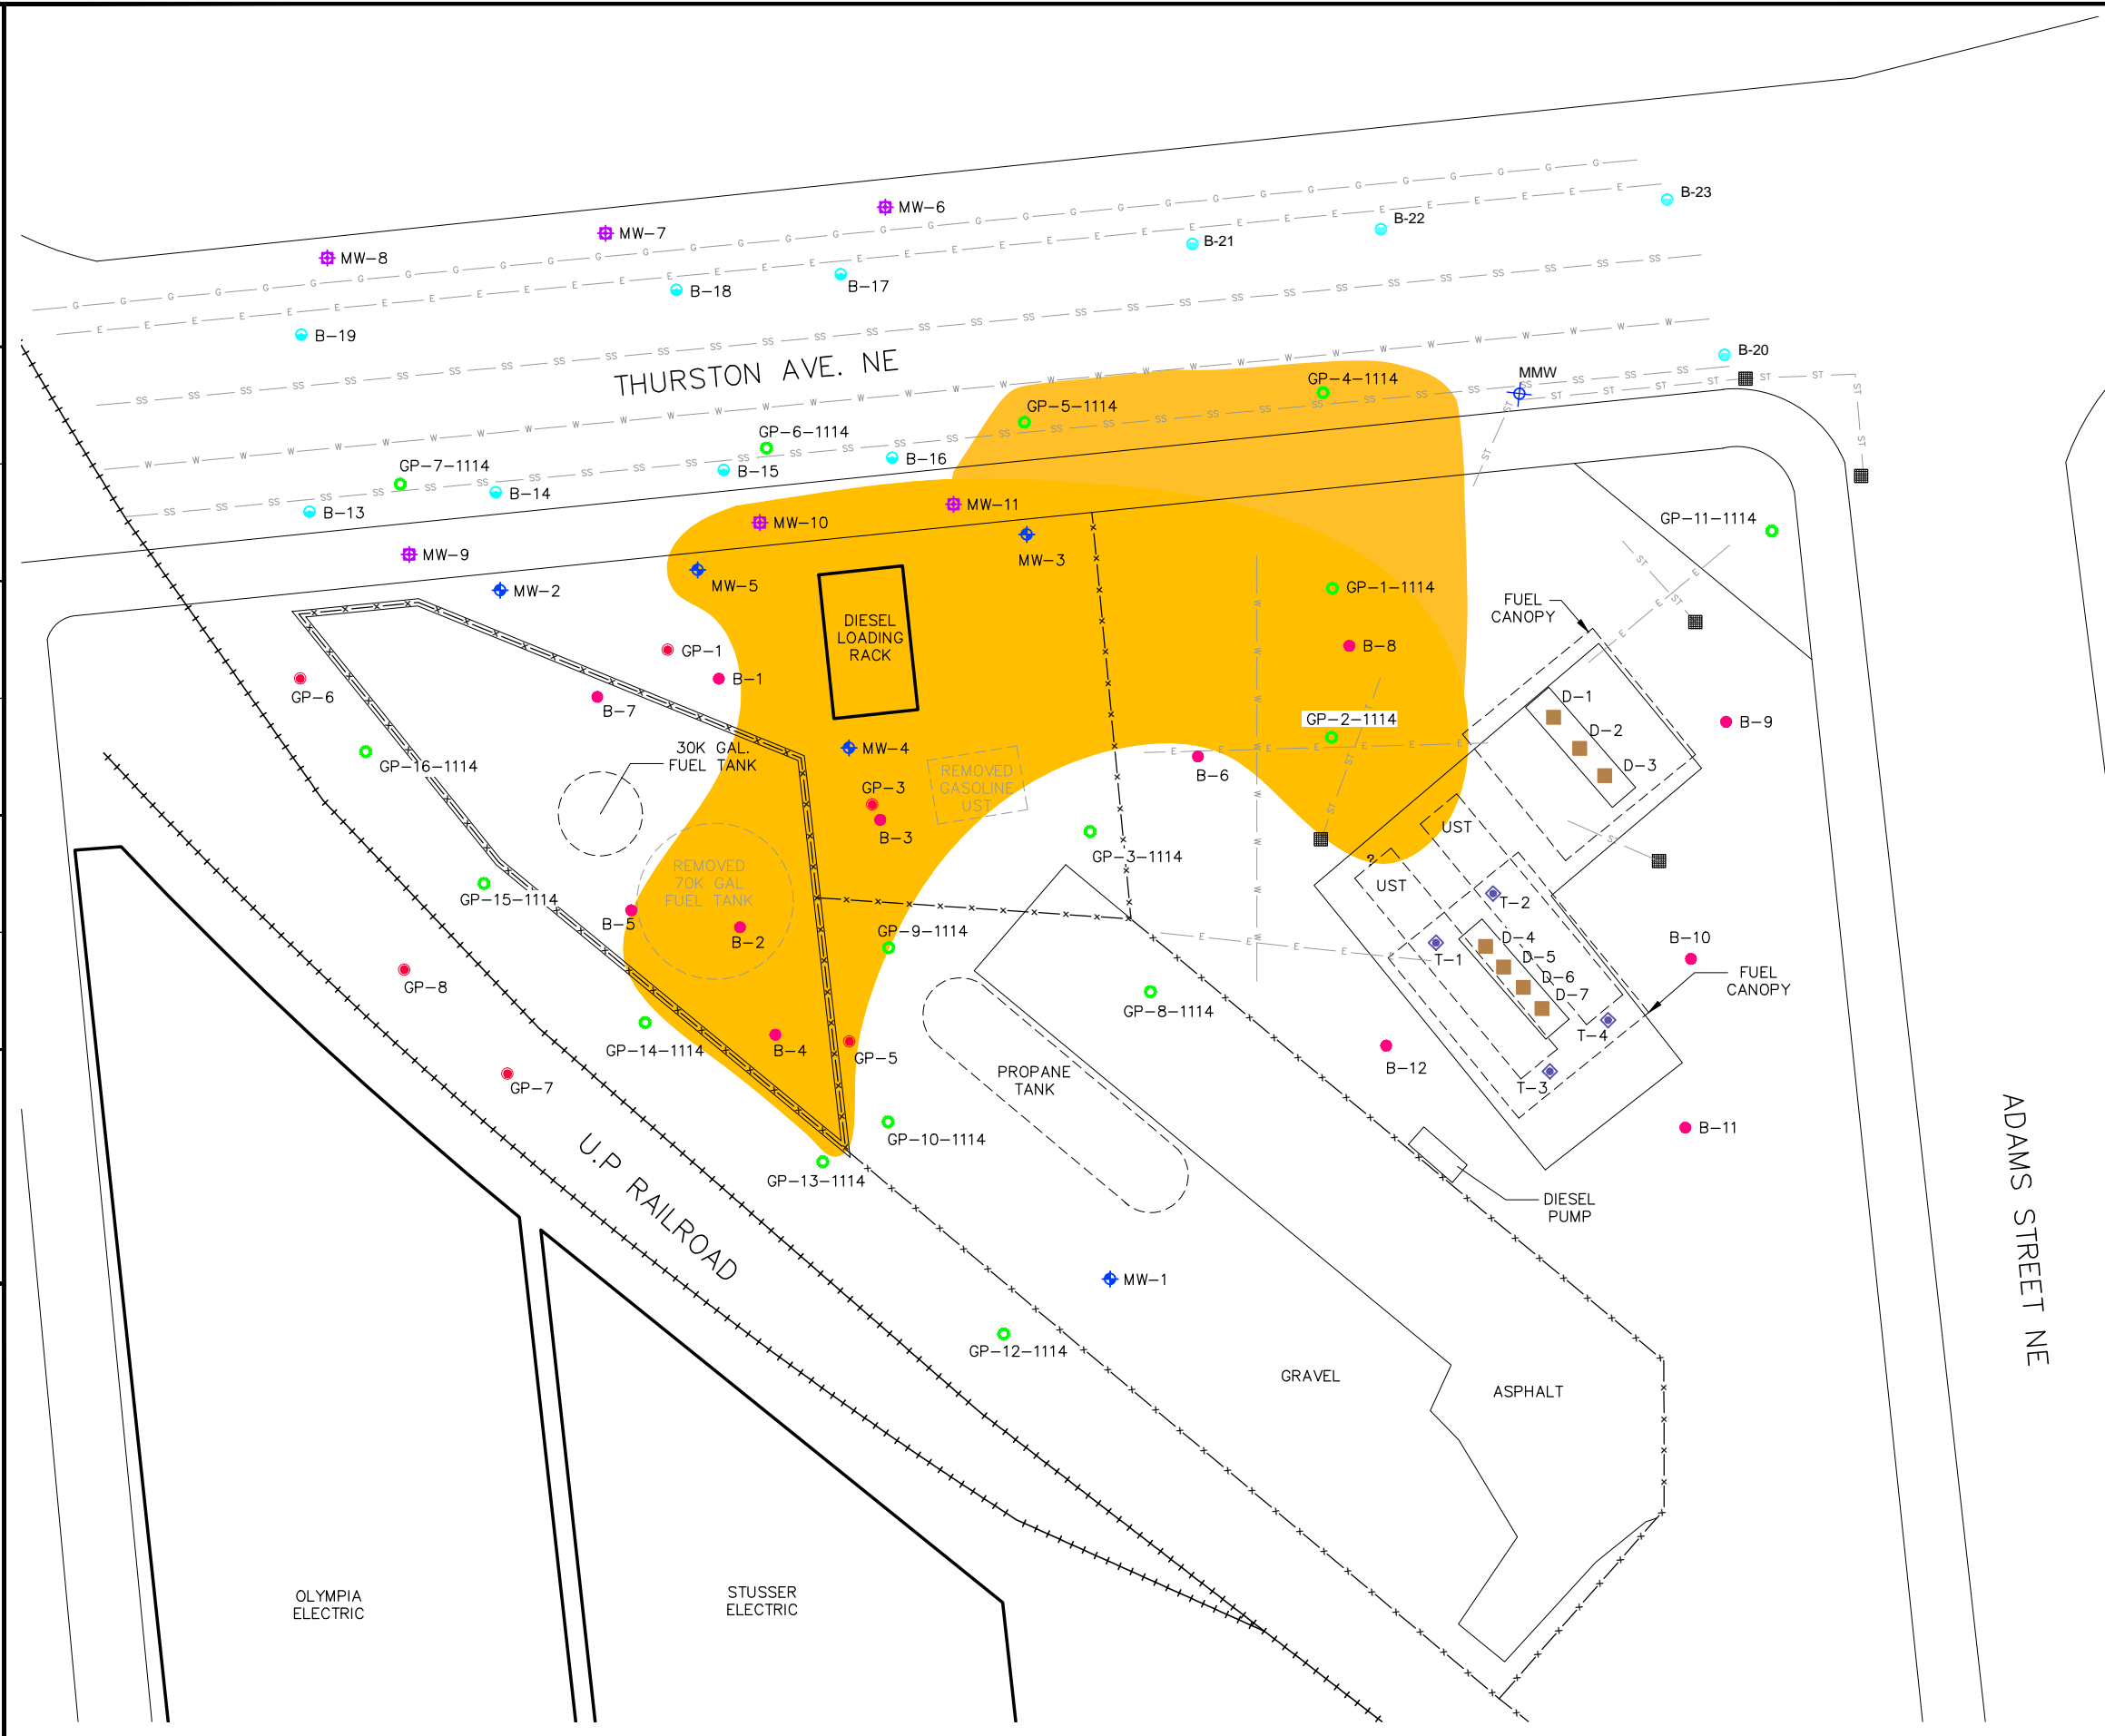 MW-6
B-23
B-22
MW-7
B-21
MW-8
B-18
B-17
B-19
THURSTON AVE. NE
B-20
MMW
GP-4-1114
GP-5-1114
GP-6-1114
B-16
GP-7-1114
B-15
B-14
B-13
MW-11
MW-10
GP-11-1114
MW-9
MW-3
MW-5
MW-2
GP-1-1114
FUEL
CANOPY
DIESEL
LOADING
RACK
GP-1
B-8
B-1
GP-6
B-7
D-1
GP-2-1114
D-2
B-9
30K GAL.
FUEL TANK
MW-4
GP-16-1114
B-6
D-3
REMOVED
GASOLINE
UST
GP-3
B-3
UST
GP-3-1114
?
UST
REMOVED
70K GAL
FUEL TANK
GP-15-1114
T-2
B-5
B-2
GP-9-1114
D-4
B-10
T-1
D-5
GP-8
D-6
FUEL
CANOPY
D-7
GP-8-1114
T-4
GP-14-1114
B-4
GP-5
B-12
PROPANE
TANK
GP-7
T-3
B-11
GP-10-1114
ADAMS STREET NE
U.P RAILROAD
GP-13-1114
DIESEL
PUMP
MW-1
GP-12-1114
GRAVEL
ASPHALT
OLYMPIA
ELECTRIC
STUSSER
ELECTRIC